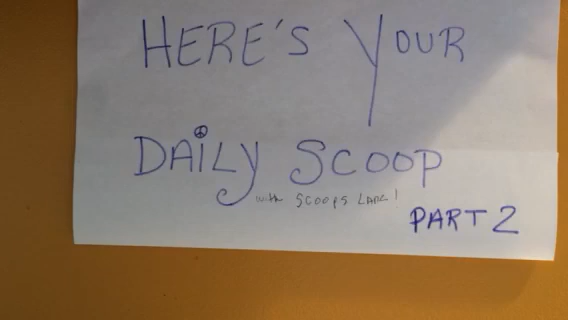 HERE'S YOUR
DAiLY SCOOP
with SCOOPS LANE!
PART 2